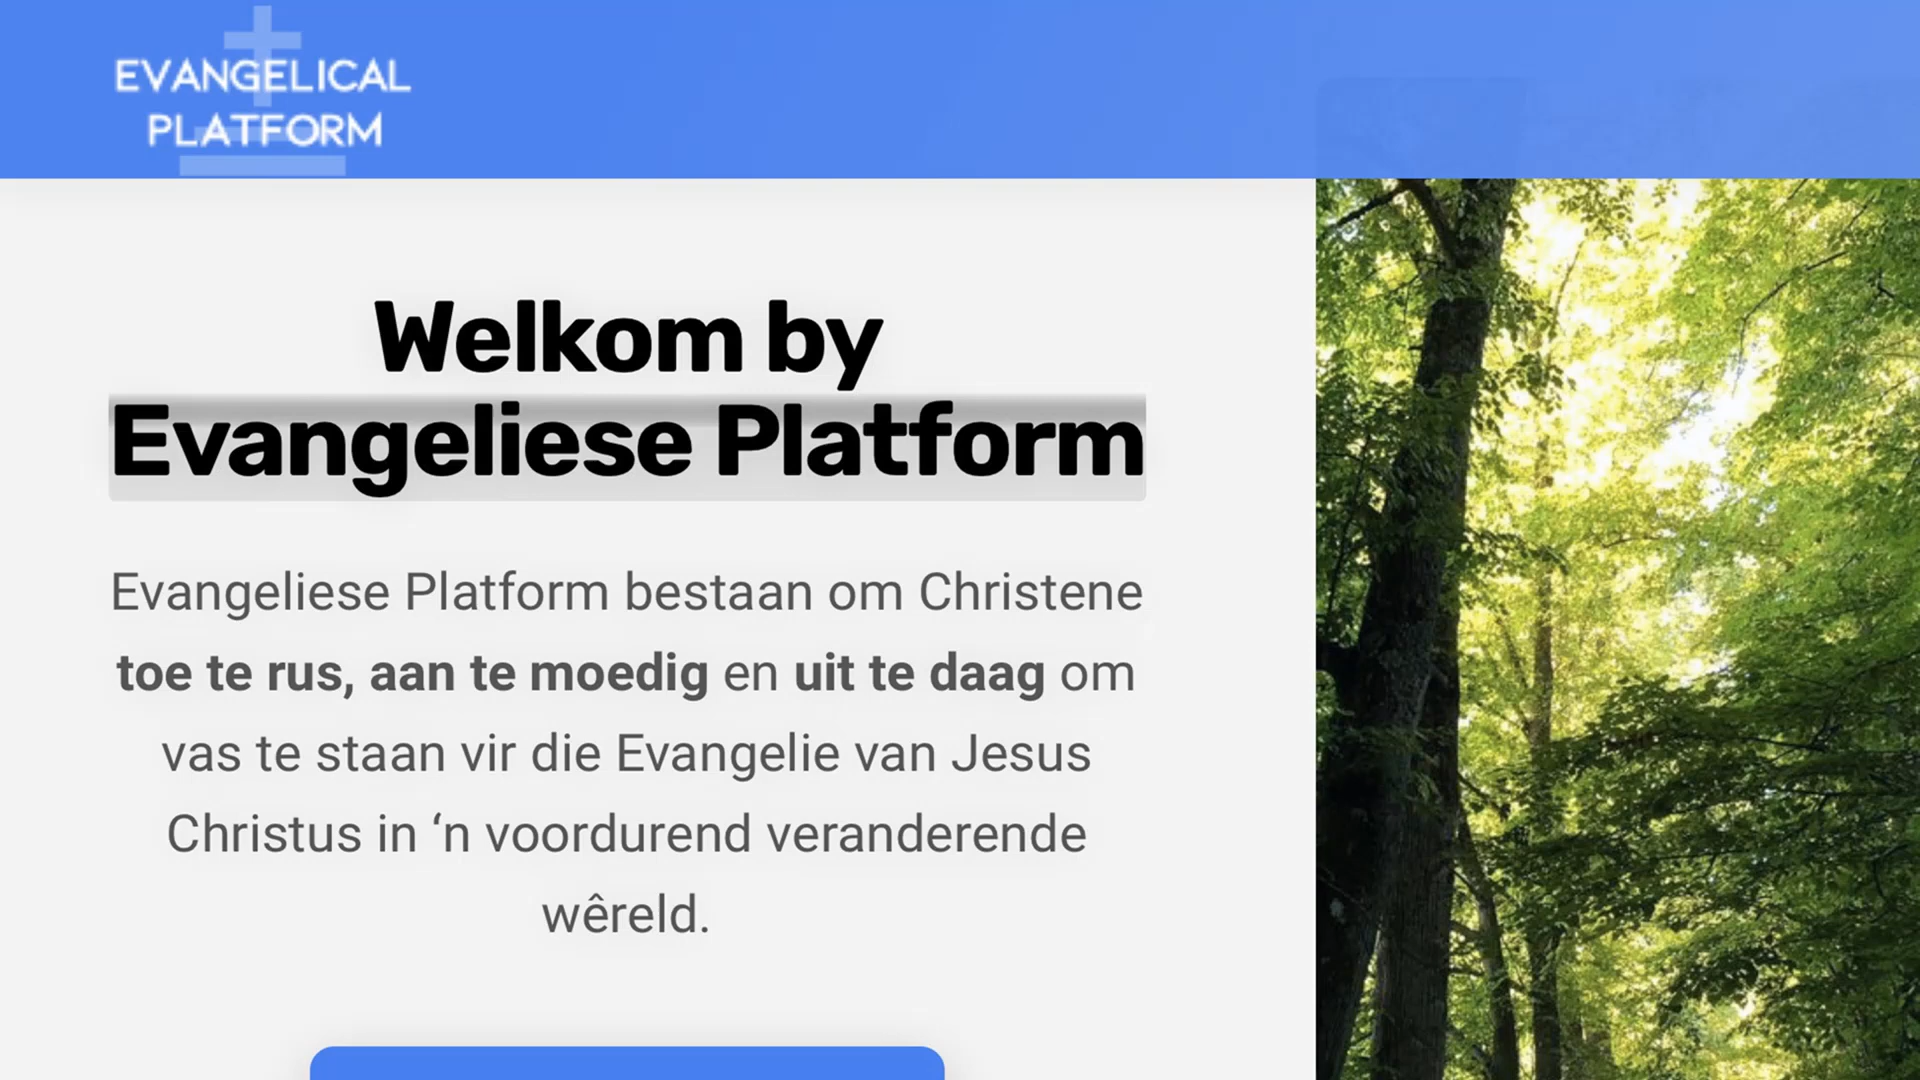 EVANGELICAL
PLATFORM
Welkom by
Evangeliese Platform
Evangeliese Platform bestaan om Christene
toe te rus, aan te moedig en uit te daag om
vas te staan vir die Evangelie van Jesus
Christus in ‘n voordurend veranderende
wêreld.